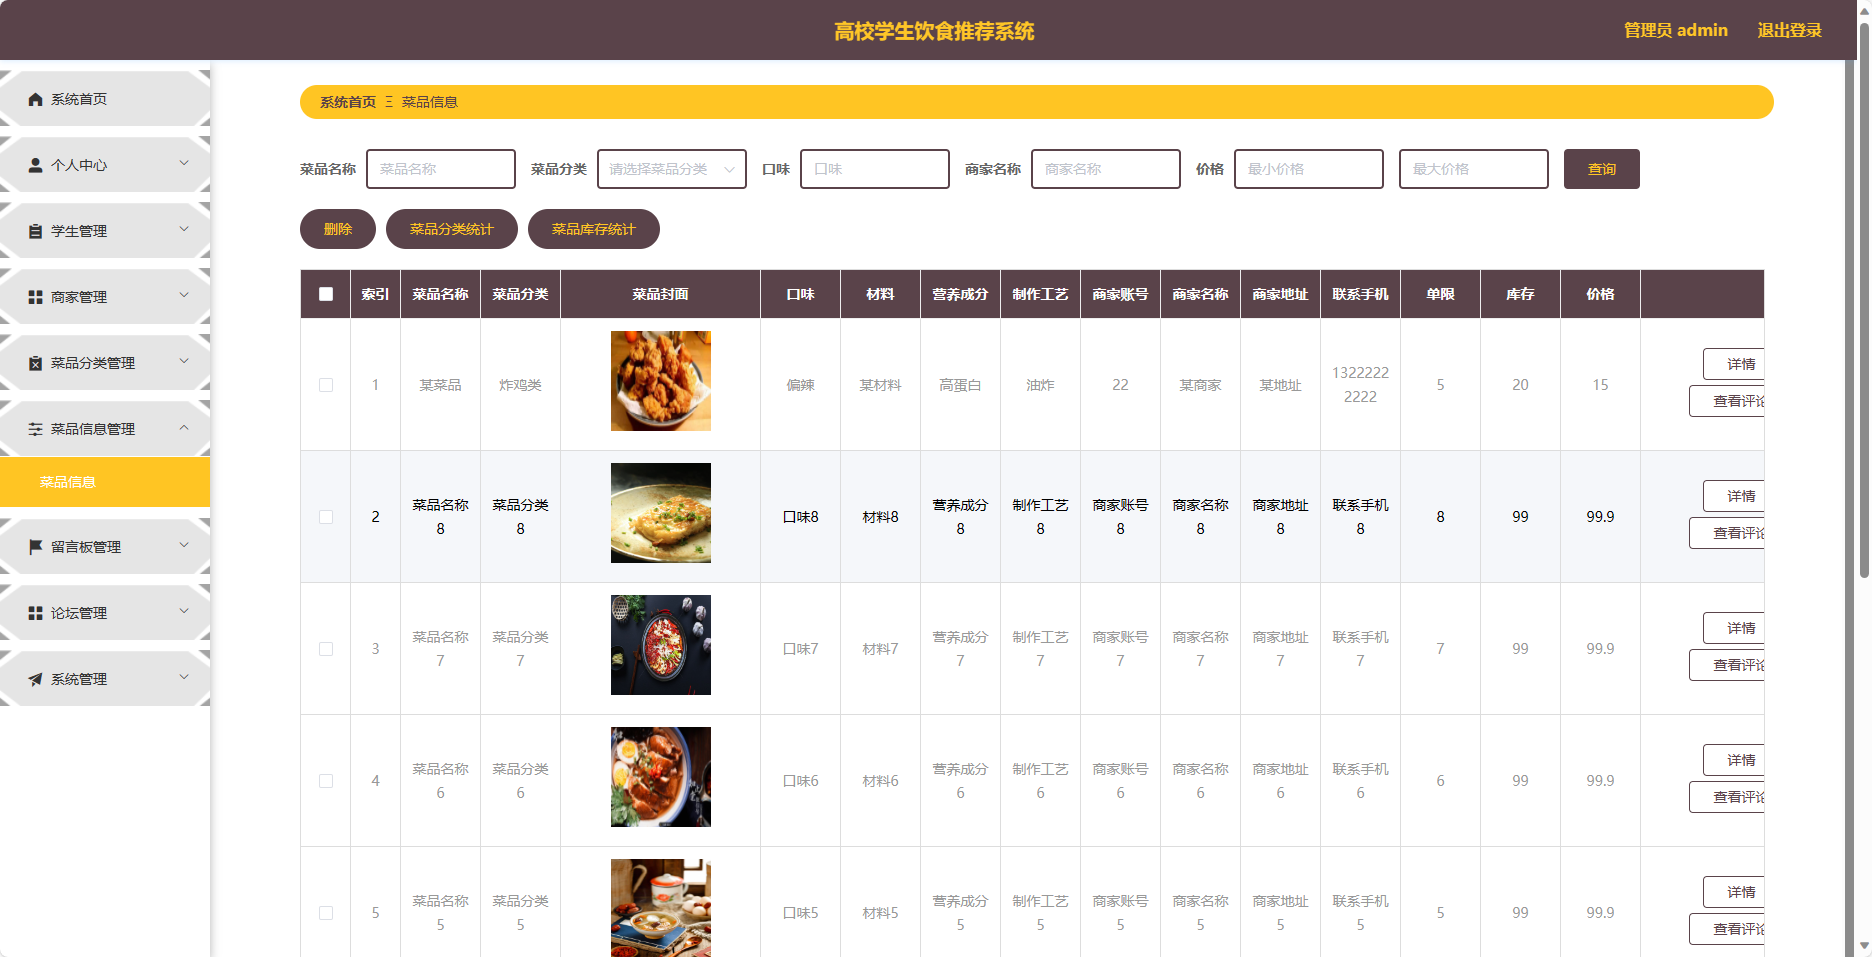 高校学生饮食推荐系统
管理员 admin
退出登录
系统首页
个人中心
学生管理
商家管理
菜品分类管理
菜品信息管理
菜品信息
留言板管理
论坛管理
系统管理
系统首页 Ξ 菜品信息
菜品名称 菜品名称 菜品分类 请选择菜品分类 口味 口味 商家名称 商家名称 价格 最小价格 最大价格 查询
删除 菜品分类统计 菜品库存统计
索引 菜品名称 菜品分类 菜品封面 口味 材料 营养成分 制作工艺 商家账号 商家名称 商家地址 联系手机 单限 库存 价格
1 某菜品 炸鸡类 偏辣 某材料 高蛋白 油炸 22 某商家 某地址 13222222222 5 20 15
详情
查看评论
2 菜品名称8 菜品分类8 口味8 材料8 营养成分8 制作工艺8 商家账号8 商家名称8 商家地址8 联系手机8 8 99 99.9
详情
查看评论
3 菜品名称7 菜品分类7 口味7 材料7 营养成分7 制作工艺7 商家账号7 商家名称7 商家地址7 联系手机7 7 99 99.9
详情
查看评论
4 菜品名称6 菜品分类6 口味6 材料6 营养成分6 制作工艺6 商家账号6 商家名称6 商家地址6 联系手机6 6 99 99.9
详情
查看评论
5 菜品名称5 菜品分类5 口味5 材料5 营养成分5 制作工艺5 商家账号5 商家名称5 商家地址5 联系手机5 5 99 99.9
详情
查看评论